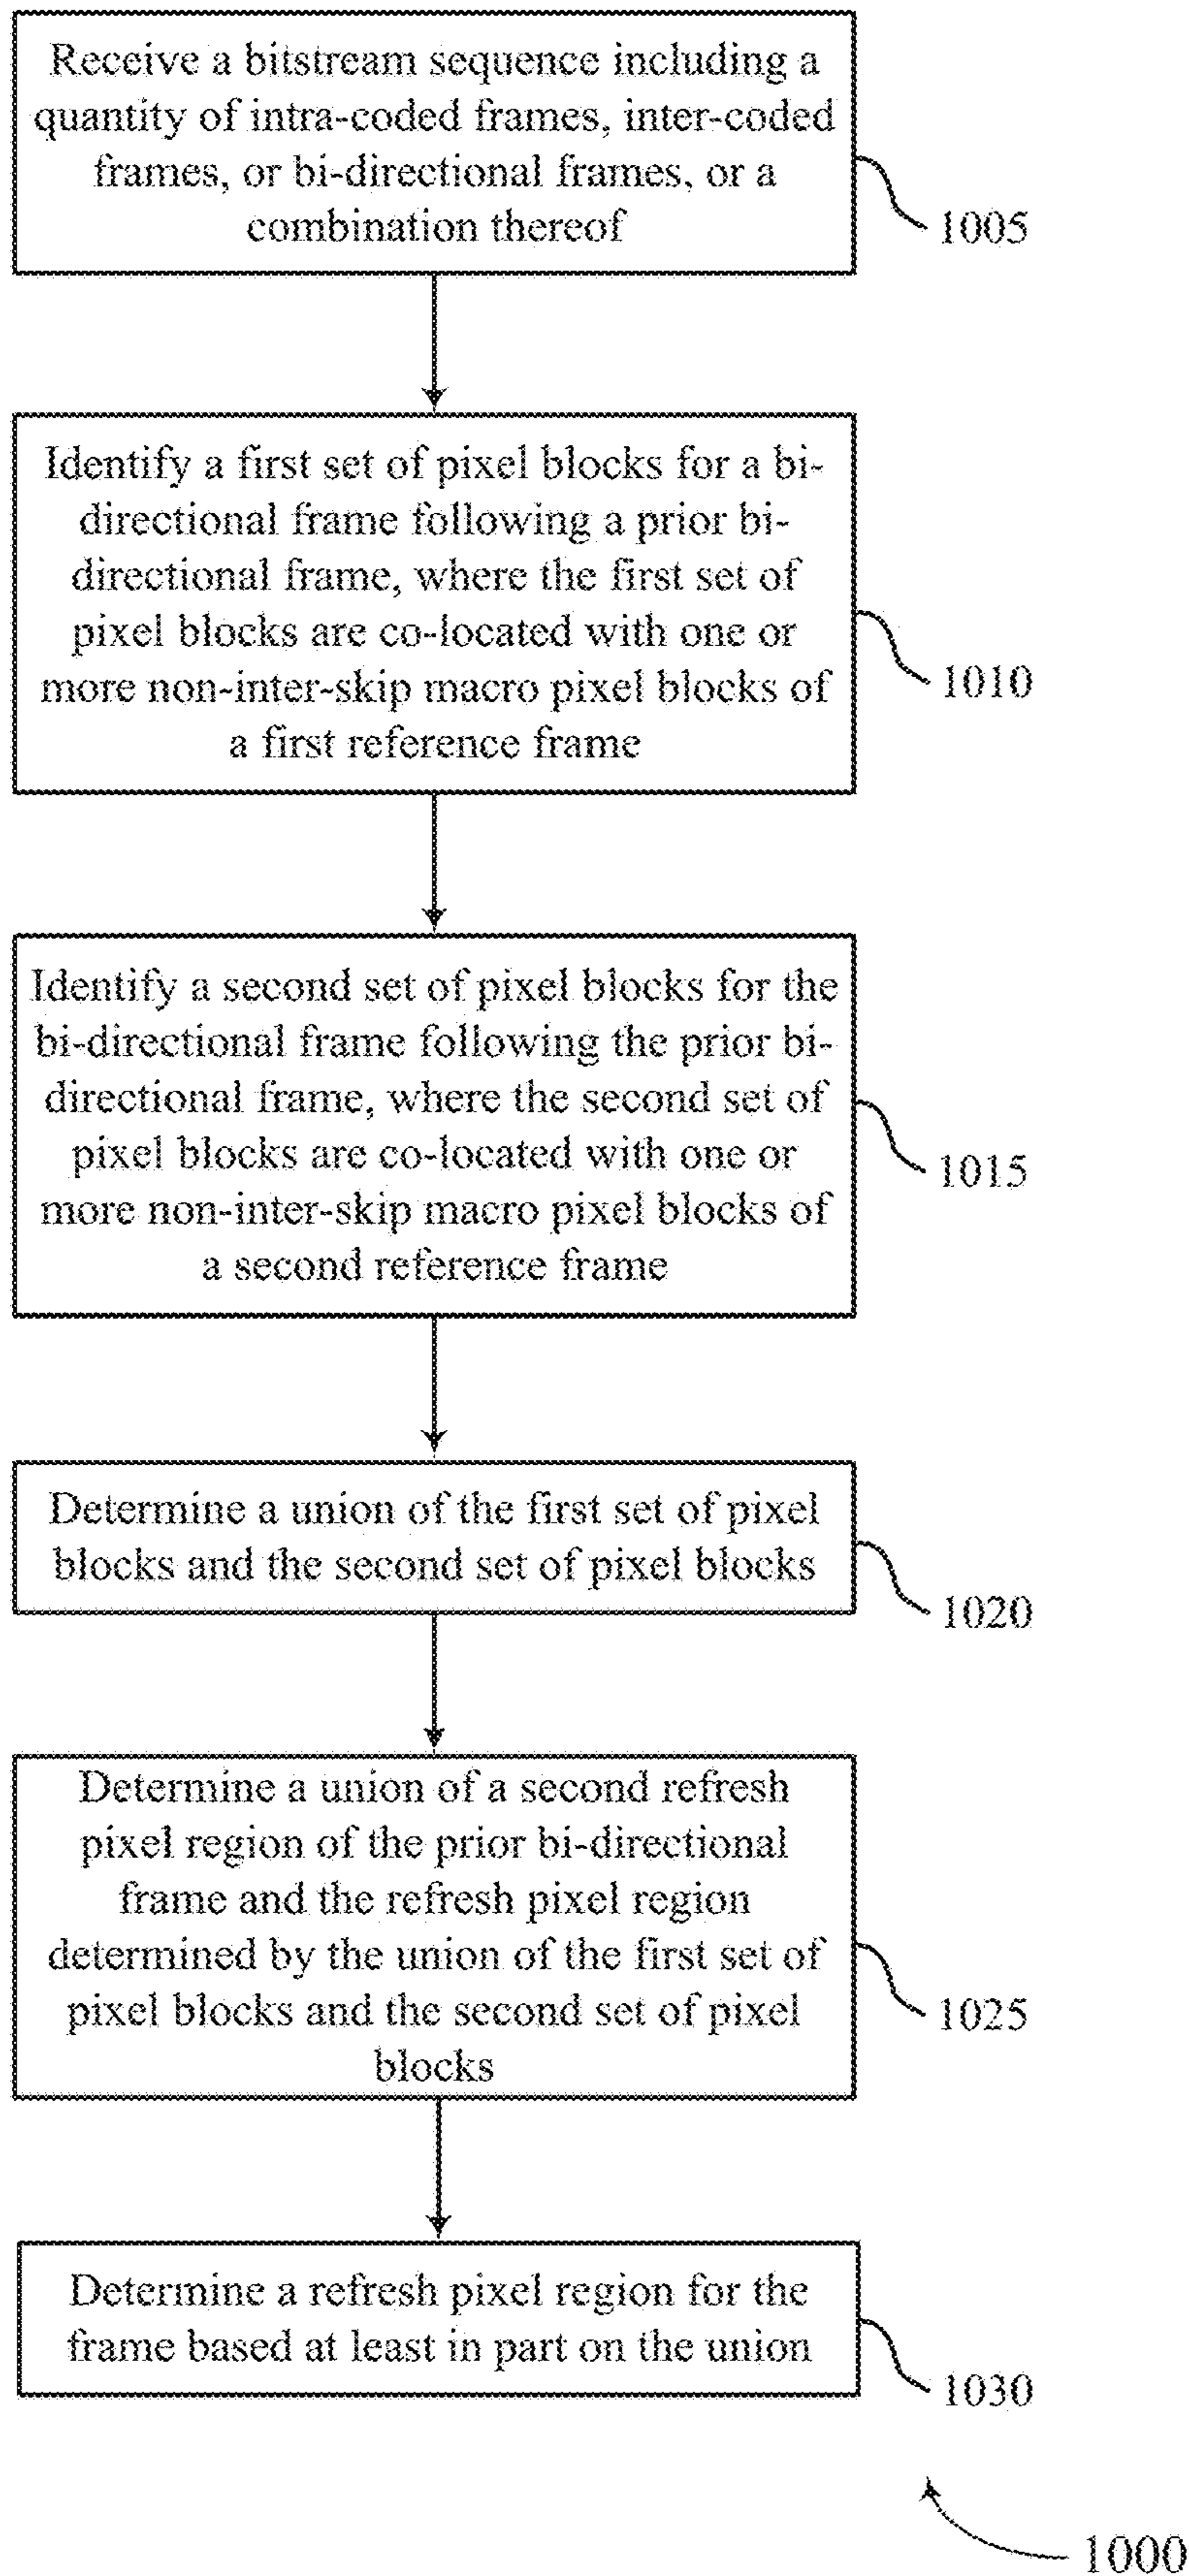 Receive a bitstream sequence including a
quantity of intra-coded frames, inter-coded
frames, or bi-directional frames, or a
combination thereof
1005
Identify a first set of pixel blocks for a bi-
directional frame following a prior bi-
directional frame, where the first set of
pixel blocks are co-located with one or
more non-inter-skip macro pixel blocks of
a first reference frame
1010
Identify a second set of pixel blocks for the
bi-directional frame following the prior bi-
directional frame, where the second set of
pixel blocks are co-located with one or
more non-inter-skip macro pixel blocks of
a second reference frame
1015
Determine a union of the first set of pixel
blocks and the second set of pixel blocks
1020
Determine a union of a second refresh
pixel region of the prior bi-directional
frame and the refresh pixel region
determined by the union of the first set of
pixel blocks and the second set of pixel
blocks
1025
Determine a refresh pixel region for the
frame based at least in part on the union
1030
1000